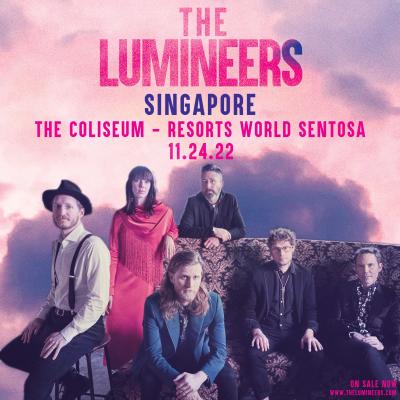 THE
LUMINEERS
SINGAPORE
THE COLISEUM - RESORTS WORLD SENTOSA
11.24.22
ON SALE NOW
WWW.THELUMINEERS.COM